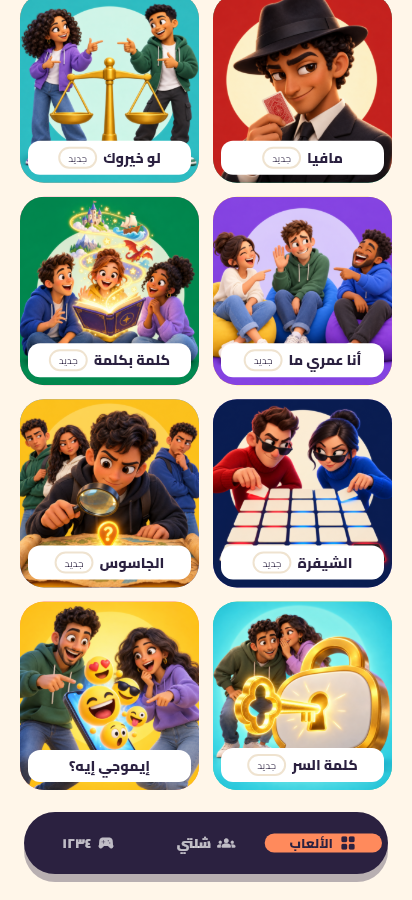 مافيا جديد
لو خيروك جديد
أنا عمري ما جديد
كلمة بكلمة جديد
الشيفرة جديد
الجاسوس جديد
?
كلمة السر جديد
إيموجي إيه؟
الألعاب
شلتي
١٢٣٤